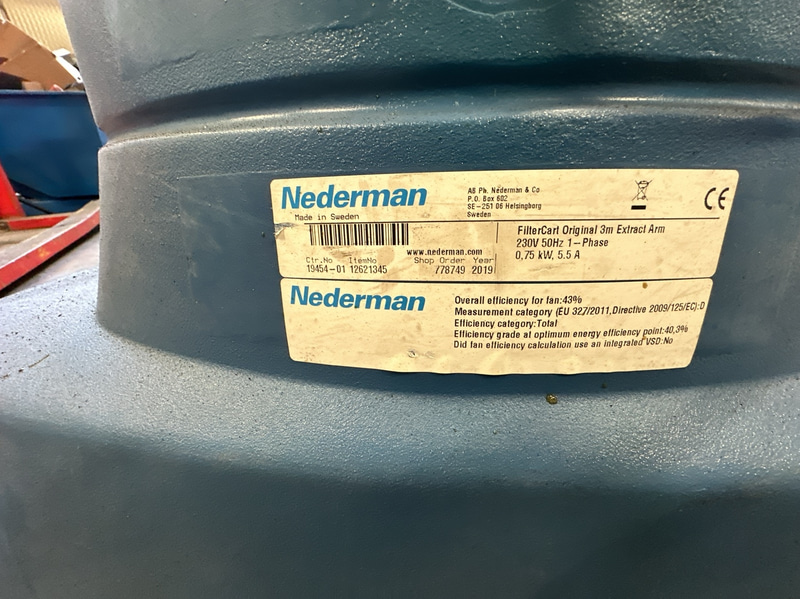 Nederman
AB Ph. Nederman & Co
P.O. Box 602
SE-251 06 Helsingborg
Sweden
CE
Made in Sweden
www.nederman.com
Ctr.No ItemNo Shop Order Year
19454-01 12621345 778749 2019
FilterCart Original 3m Extract Arm
230V 50Hz 1-Phase
0,75 kW, 5.5 A
Nederman
Overall efficiency for fan:43%
Measurement category (EU 327/2011,Directive 2009/125/EC):D
Efficiency category:Total
Efficiency grade at optimum energy efficiency point:40,3%
Did fan efficiency calculation use an integrated VSD:No